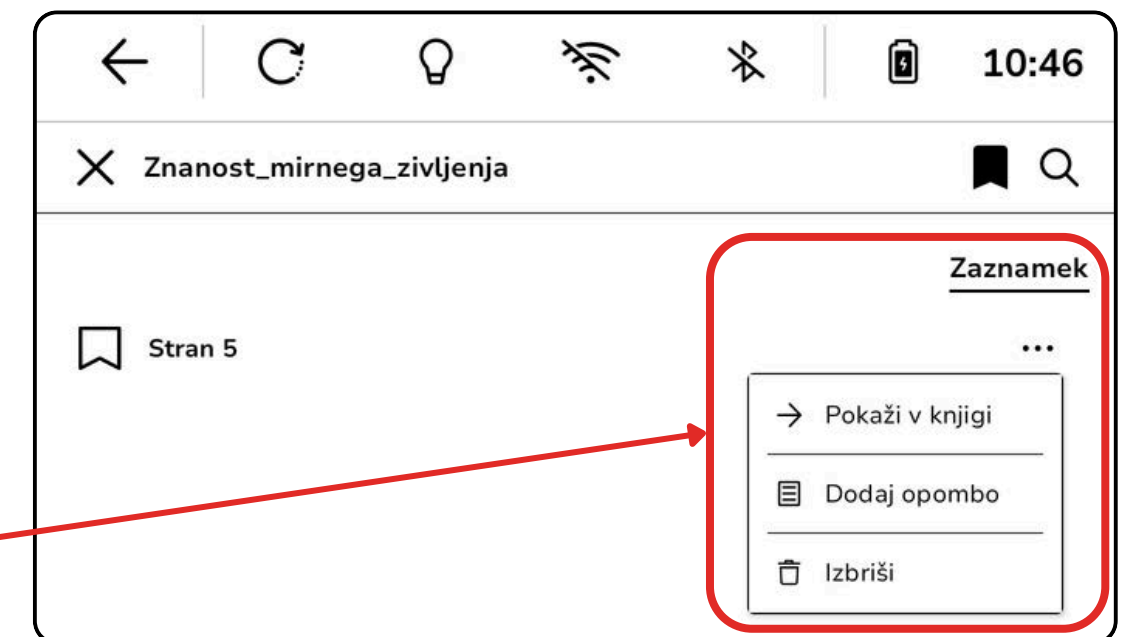 10:46
Znanost_mirnega_zivljenja
Zaznamek
Stran 5
Pokaži v knjigi
Dodaj opombo
Izbriši